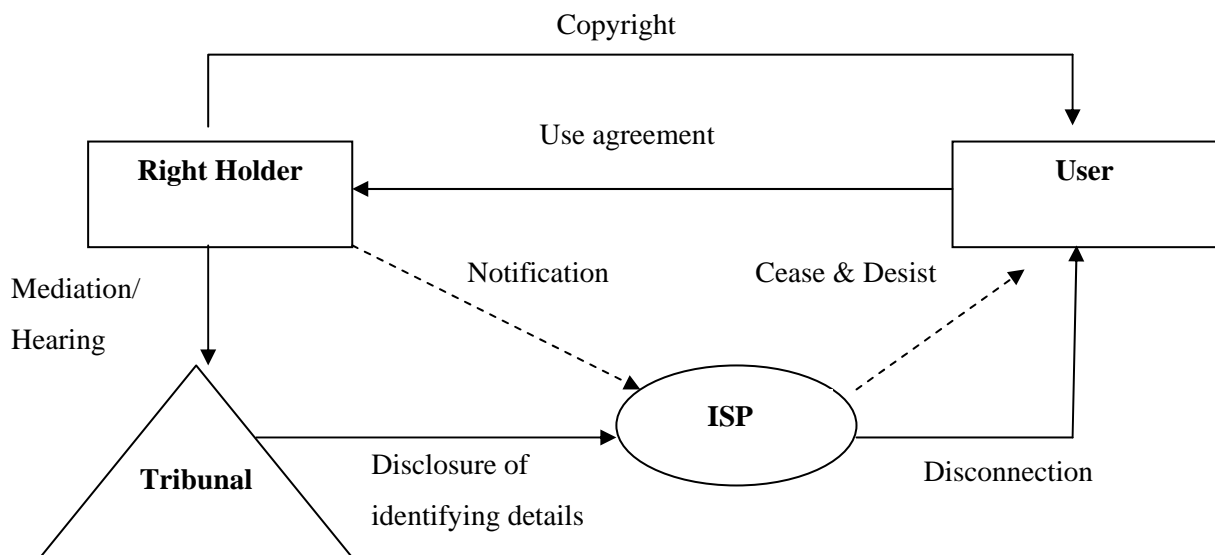 Copyright
Use agreement
Right Holder
User
Notification
Cease & Desist
Mediation/
Hearing
ISP
Tribunal
Disclosure of
identifying details
Disconnection